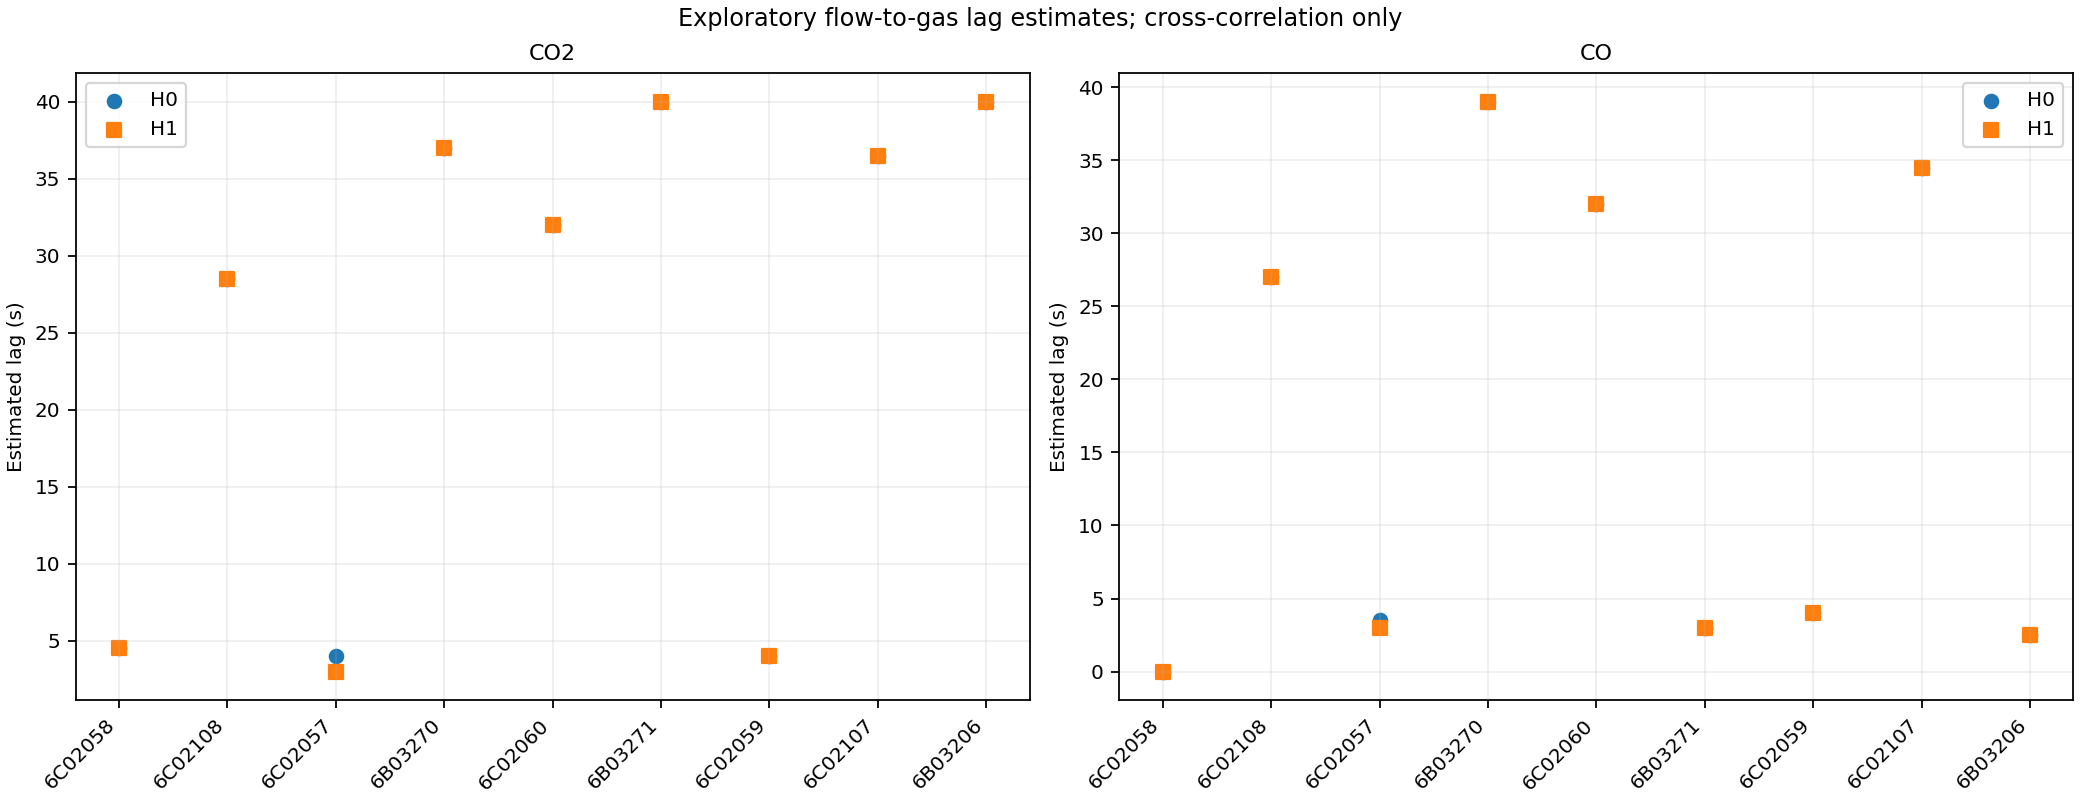 Exploratory flow-to-gas lag estimates; cross-correlation only
CO2
H0
H1
Estimated lag (s)
40
35
30
25
20
15
10
5
6C02058
6C02108
6C02057
6B03270
6C02060
6B03271
6C02059
6C02107
6B03206
CO
H0
H1
Estimated lag (s)
40
35
30
25
20
15
10
5
0
6C02058
6C02108
6C02057
6B03270
6C02060
6B03271
6C02059
6C02107
6B03206